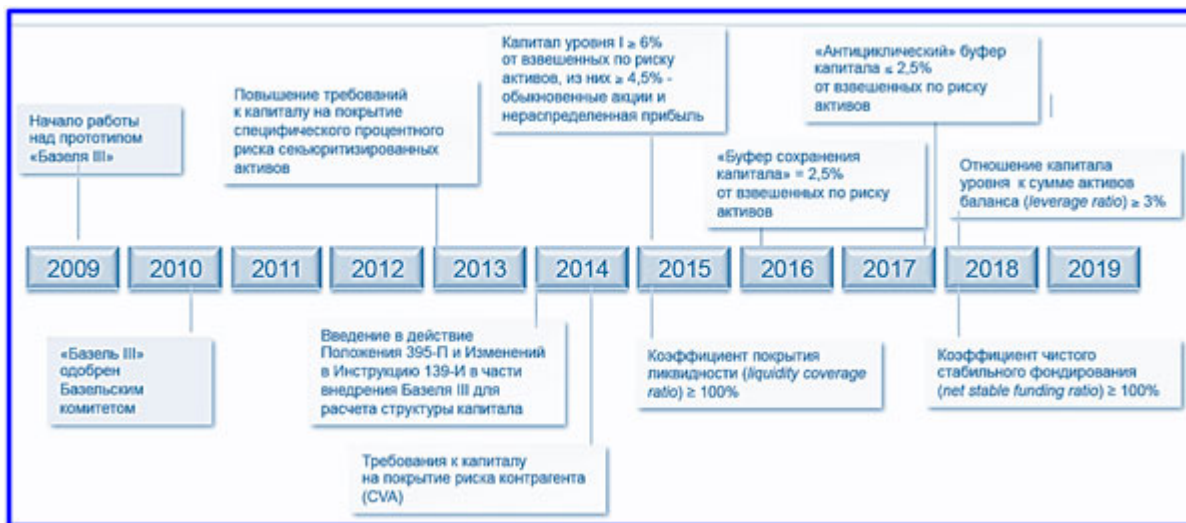 Начало работы
над прототипом
«Базеля III»
Повышение требований
к капиталу на покрытие
специфического процентного
риска секьюритизированных
активов
Капитал уровня I ≥ 6%
от взвешенных по риску
активов, из них ≥ 4,5% -
обыкновенные акции и
нераспределенная прибыль
«Буфер сохранения
капитала» = 2,5%
от взвешенных по риску
активов
«Антициклический» буфер
капитала ≤ 2,5%
от взвешенных по риску
активов
Отношение капитала
уровня к сумме активов
баланса (leverage ratio) ≥ 3%
2009 2010 2011 2012 2013 2014 2015 2016 2017 2018 2019
«Базель III»
одобрен
Базельским
комитетом
Введение в действие
Положения 395-П и Изменений
в Инструкцию 139-И в части
внедрения Базеля III для
расчета структуры капитала
Требования к капиталу
на покрытие риска контрагента
(CVA)
Коэффициент покрытия
ликвидности (liquidity coverage
ratio) ≥ 100%
Коэффициент чистого
стабильного фондирования
(net stable funding ratio) ≥ 100%